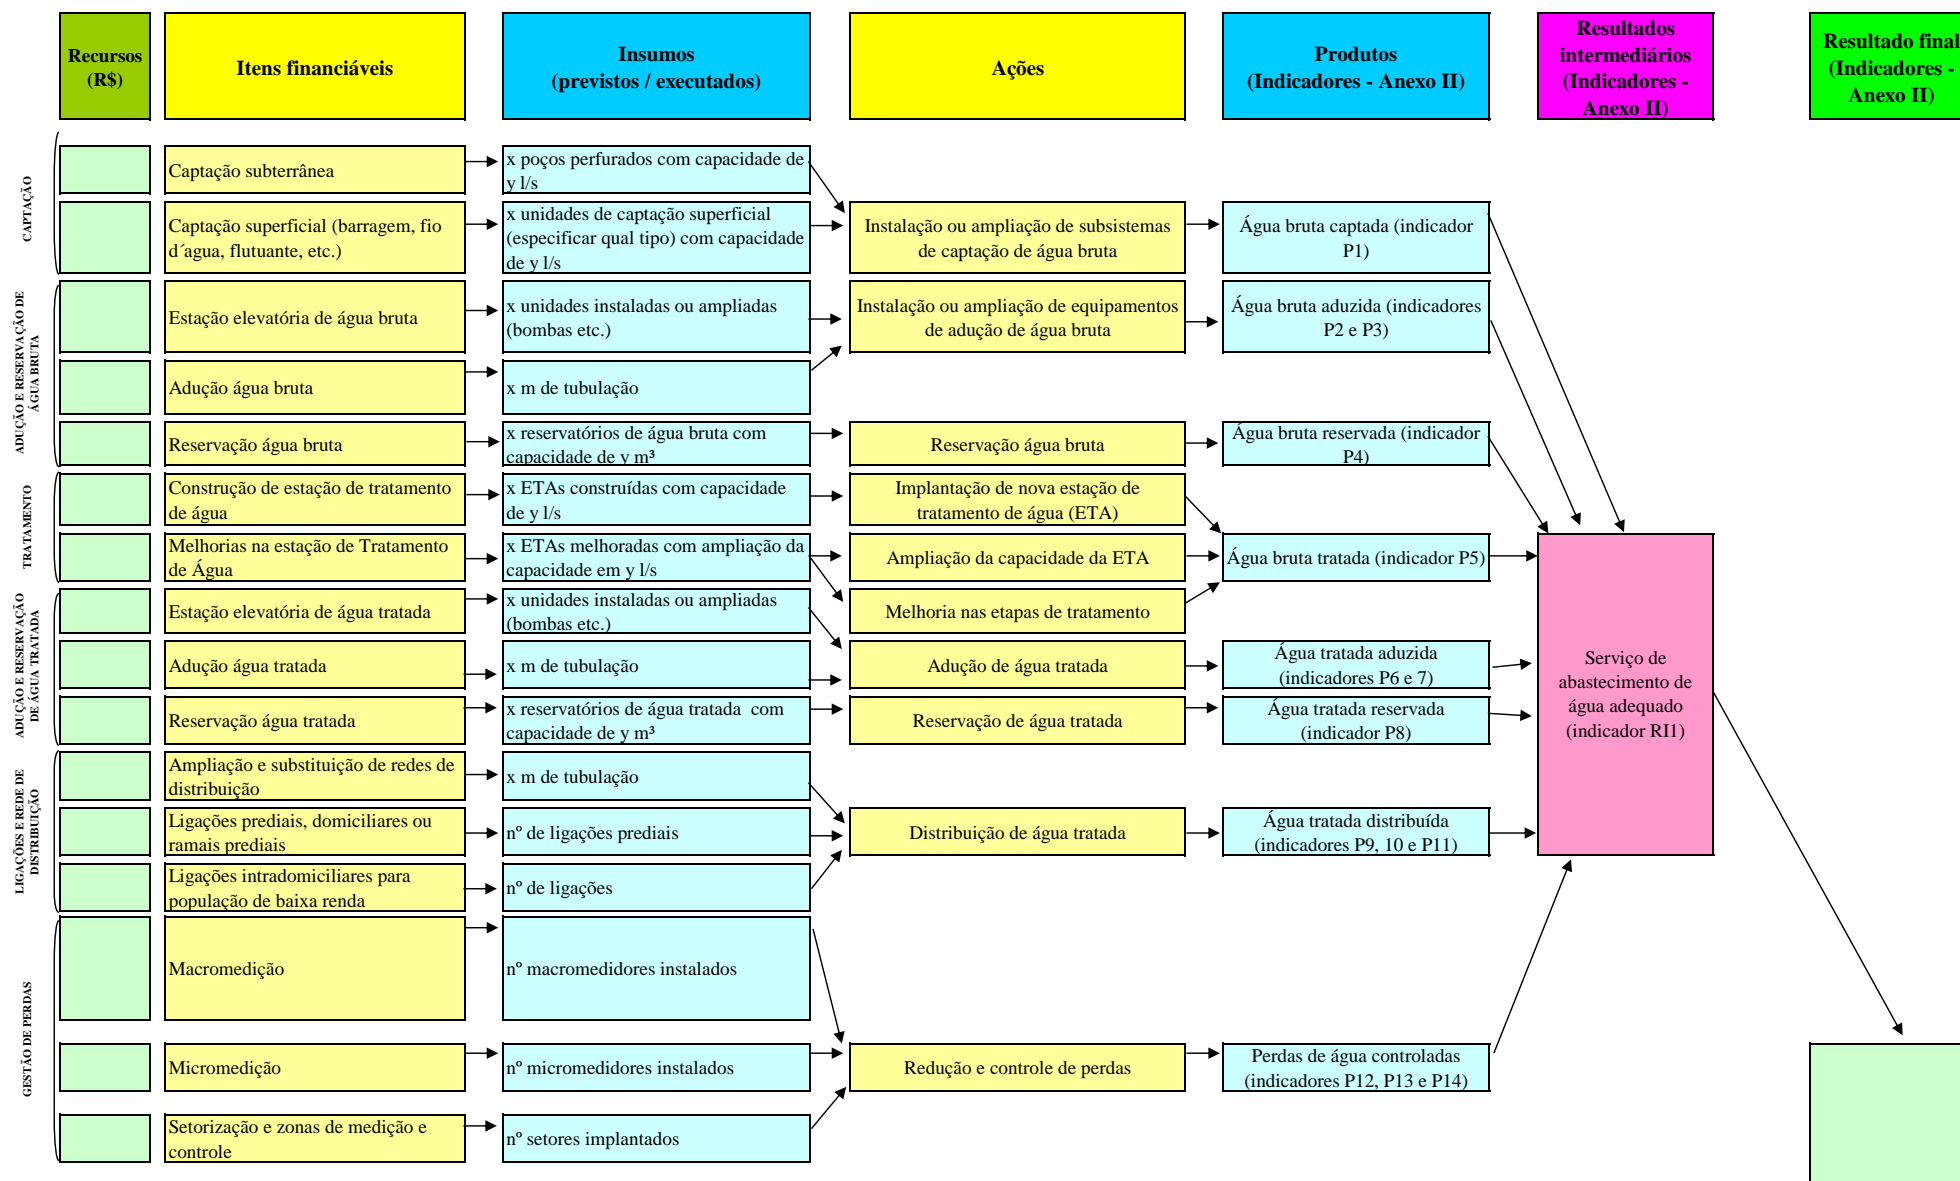 Recursos
(R$)
Itens financiáveis
Insumos
(previstos / executados)
Ações
Produtos
(Indicadores - Anexo II)
Resultados
intermediários
(Indicadores -
Anexo II)
Resultado final
(Indicadores -
Anexo II)
CAPTAÇÃO
Captação subterrânea
x poços perfurados com capacidade de
y l/s
Captação superficial (barragem, fio
d´agua, flutuante, etc.)
x unidades de captação superficial
(especificar qual tipo) com capacidade
de y l/s
Instalação ou ampliação de subsistemas
de captação de água bruta
Água bruta captada (indicador
P1)
ADUÇÃO E RESERVAÇÃO DE
ÁGUA BRUTA
Estação elevatória de água bruta
x unidades instaladas ou ampliadas
(bombas etc.)
Instalação ou ampliação de equipamentos
de adução de água bruta
Água bruta aduzida (indicadores
P2 e P3)
Adução água bruta
x m de tubulação
Reservação água bruta
x reservatórios de água bruta com
capacidade de y m³
Reservação água bruta
Água bruta reservada (indicador
P4)
TRATAMENTO
Construção de estação de tratamento
de água
x ETAs construídas com capacidade
de y l/s
Implantação de nova estação de
tratamento de água (ETA)
Melhorias na estação de Tratamento
de Água
x ETAs melhoradas com ampliação da
capacidade em y l/s
Ampliação da capacidade da ETA
Água bruta tratada (indicador P5)
ADUÇÃO E RESERVAÇÃO
DE ÁGUA TRATADA
Estação elevatória de água tratada
x unidades instaladas ou ampliadas
(bombas etc.)
Melhoria nas etapas de tratamento
Adução água tratada
x m de tubulação
Adução de água tratada
Água tratada aduzida
(indicadores P6 e 7)
Serviço de
abastecimento de
água adequado
(indicador RI1)
Reservação água tratada
x reservatórios de água tratada  com
capacidade de y m³
Reservação de água tratada
Água tratada reservada
(indicador P8)
LIGAÇÕES E REDE DE
DISTRIBUIÇÃO
Ampliação e substituição de redes de
distribuição
x m de tubulação
Ligações prediais, domiciliares ou
ramais prediais
nº de ligações prediais
Distribuição de água tratada
Água tratada distribuída
(indicadores P9, 10 e P11)
Ligações intradomiciliares para
população de baixa renda
nº de ligações
GESTÃO DE PERDAS
Macromedição
nº macromedidores instalados
Micromedição
nº micromedidores instalados
Redução e controle de perdas
Perdas de água controladas
(indicadores P12, P13 e P14)
Setorização e zonas de medição e
controle
nº setores implantados